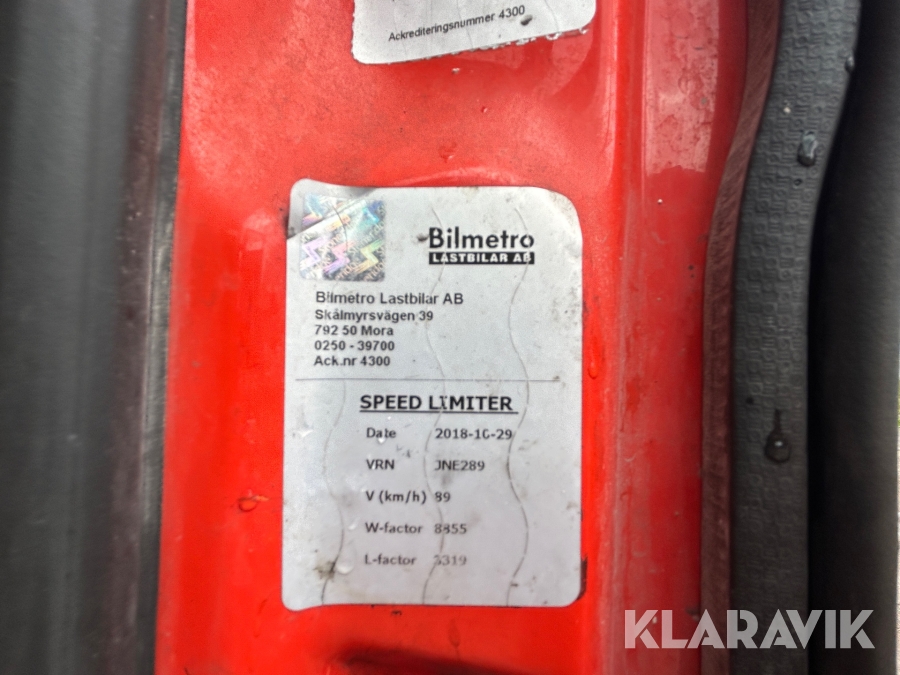 Ackrediteringsnummer 4300
Bilmetro
LASTBILAR AB
Bilmetro Lastbilar AB
Skålmyrsvägen 39
792 50 Mora
0250 - 39700
Ack.nr 4300
SPEED LIMITER
Date 2018-10-29
VRN JNE289
V (km/h) 89
W-factor 8855
L-factor 3319
KLARAVIK